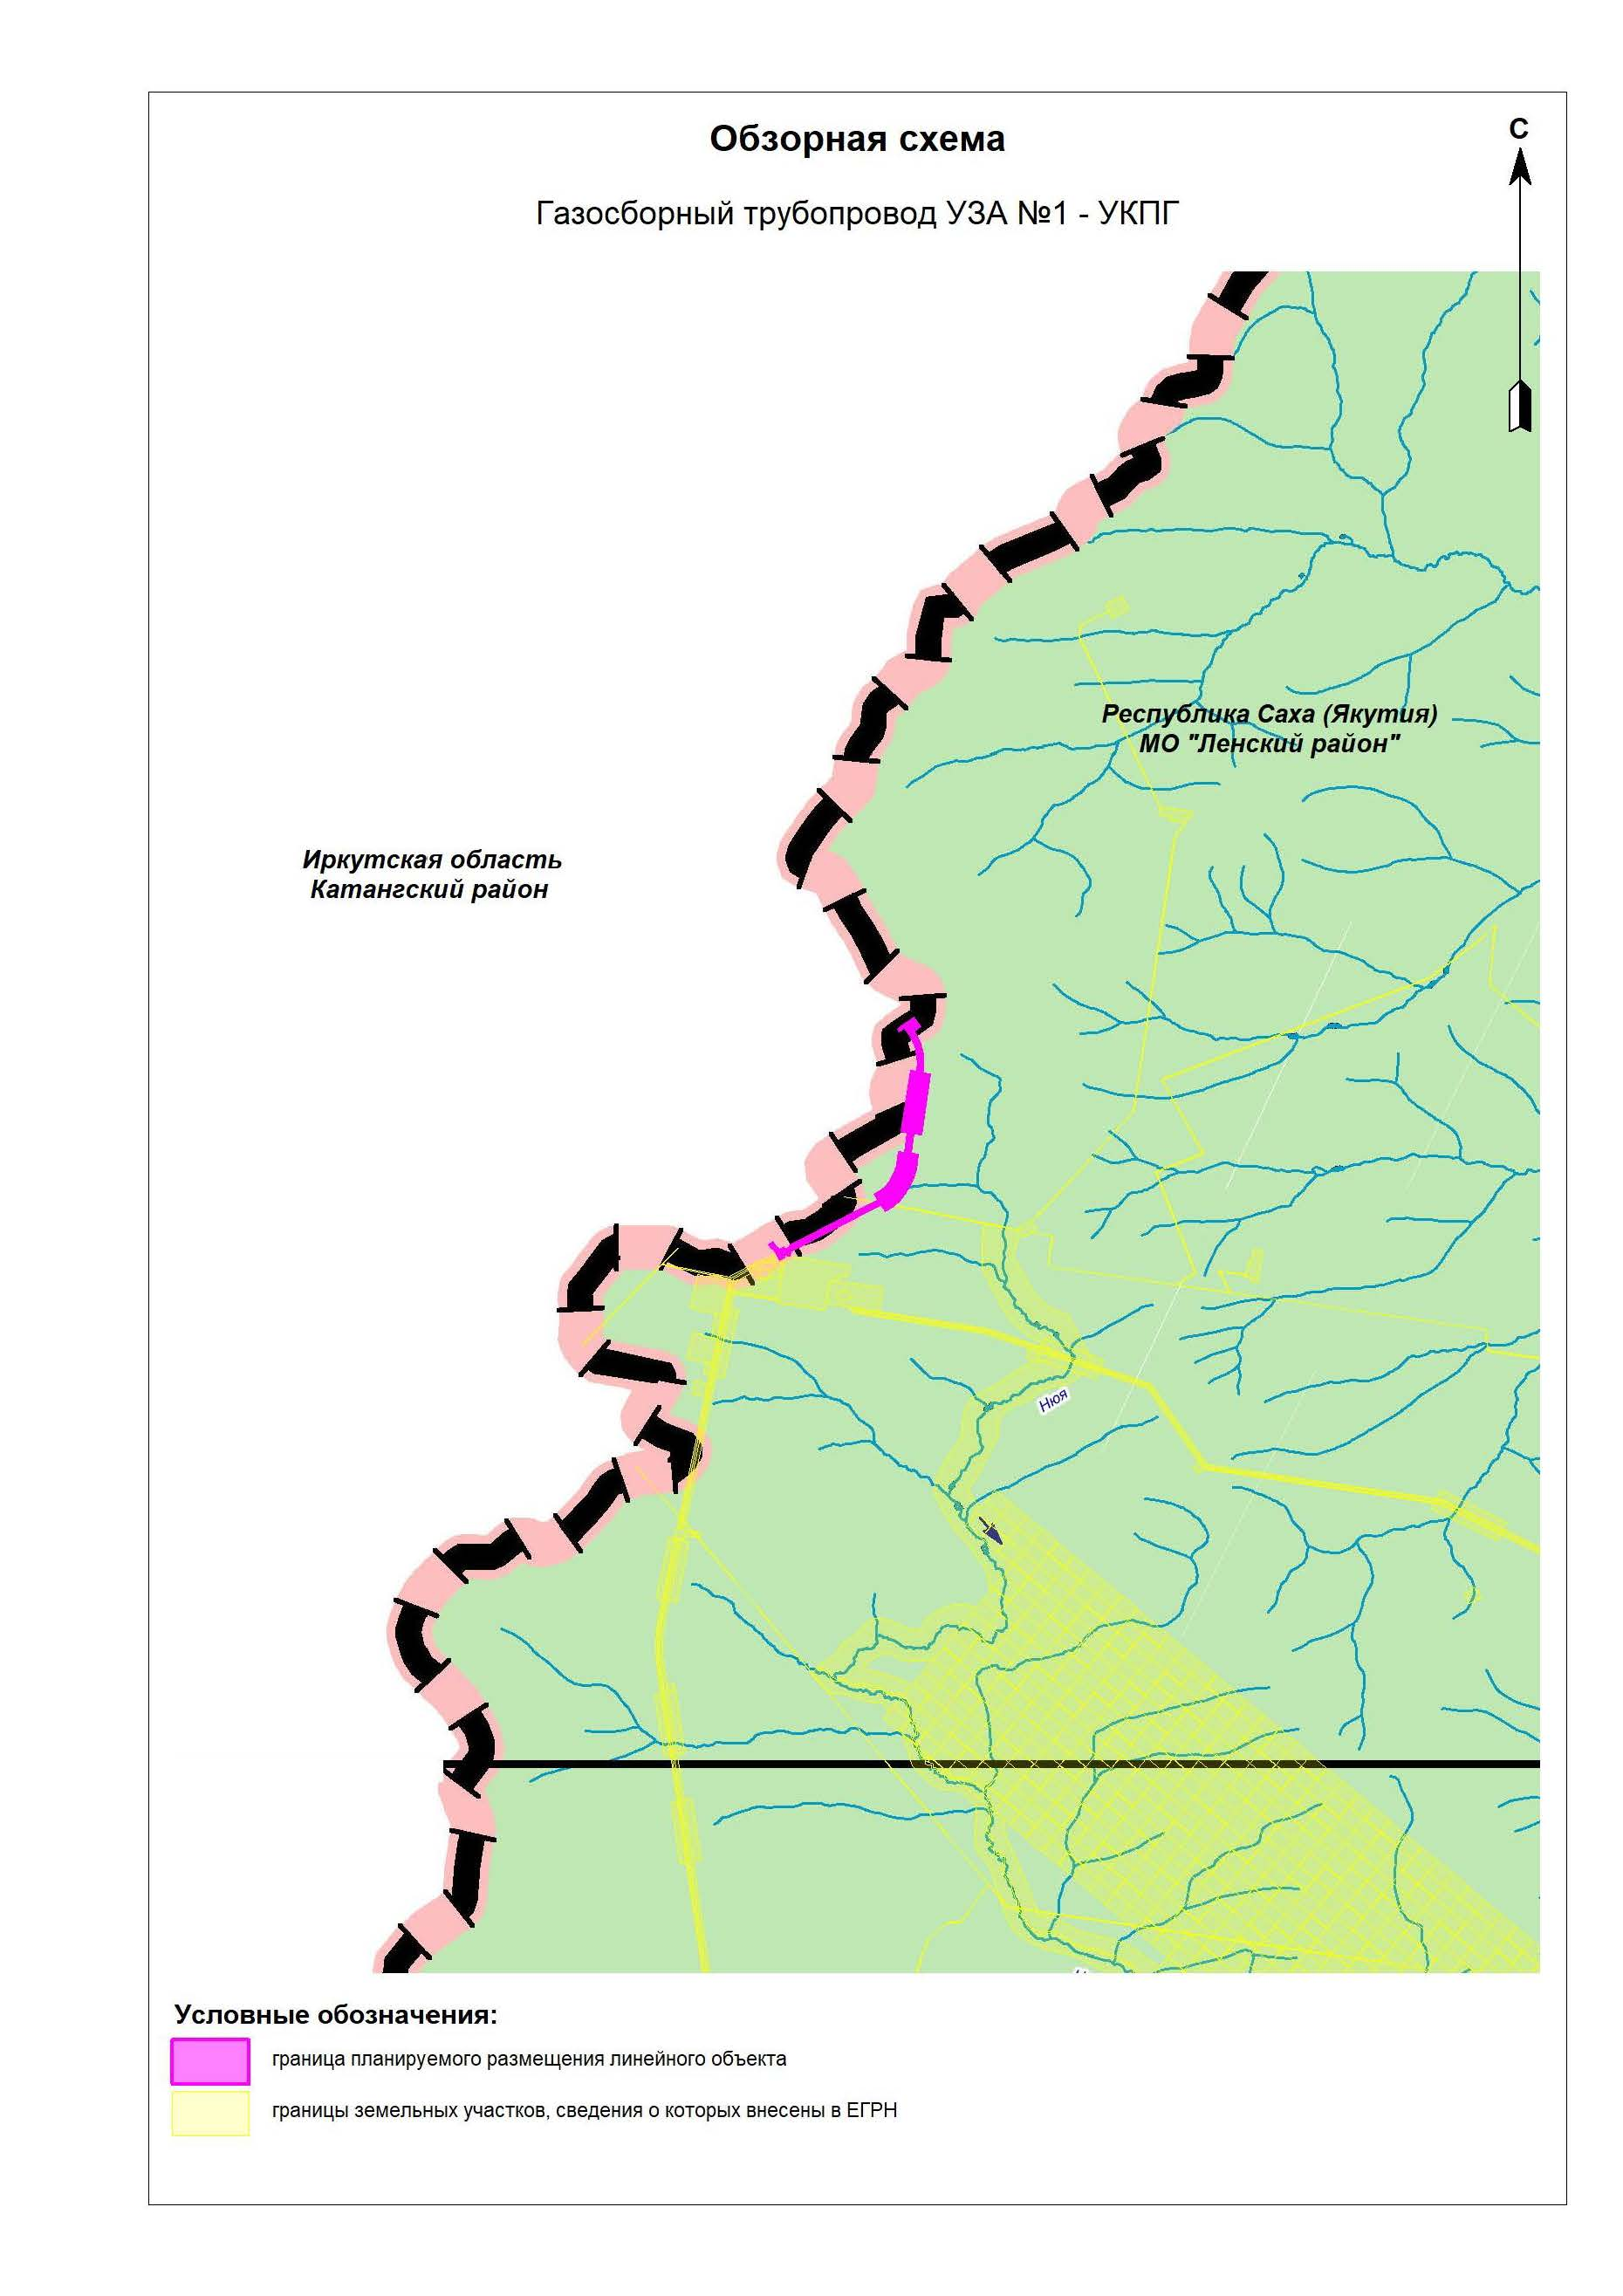 Обзорная схема
С
Газосборный трубопровод УЗА №1 - УКПГ
Республика Саха (Якутия)
МО "Ленский район"
Иркутская область
Катангский район
Нюя
Условные обозначения:
граница планируемого размещения линейного объекта
границы земельных участков, сведения о которых внесены в ЕГРН